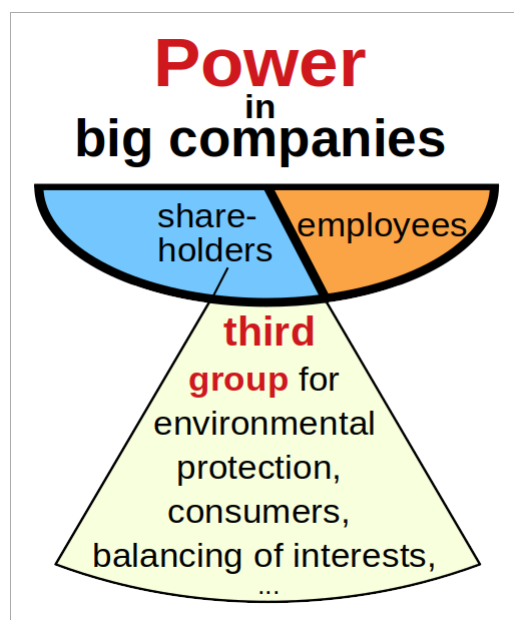 Power
in
big companies
share-
holders
employees
third
group for
environmental
protection,
consumers,
balancing of interests,
...